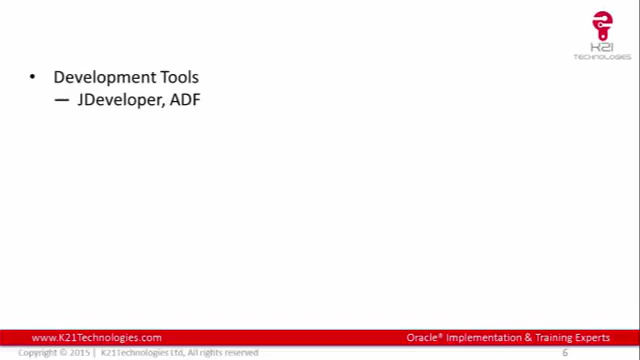 K21
TECHNOLOGIES
• Development Tools
— JDeveloper, ADF
www.K21Technologies.com
Oracle® Implementation & Training Experts
Copyright © 2015 | K21Technologies Ltd, All rights reserved
6